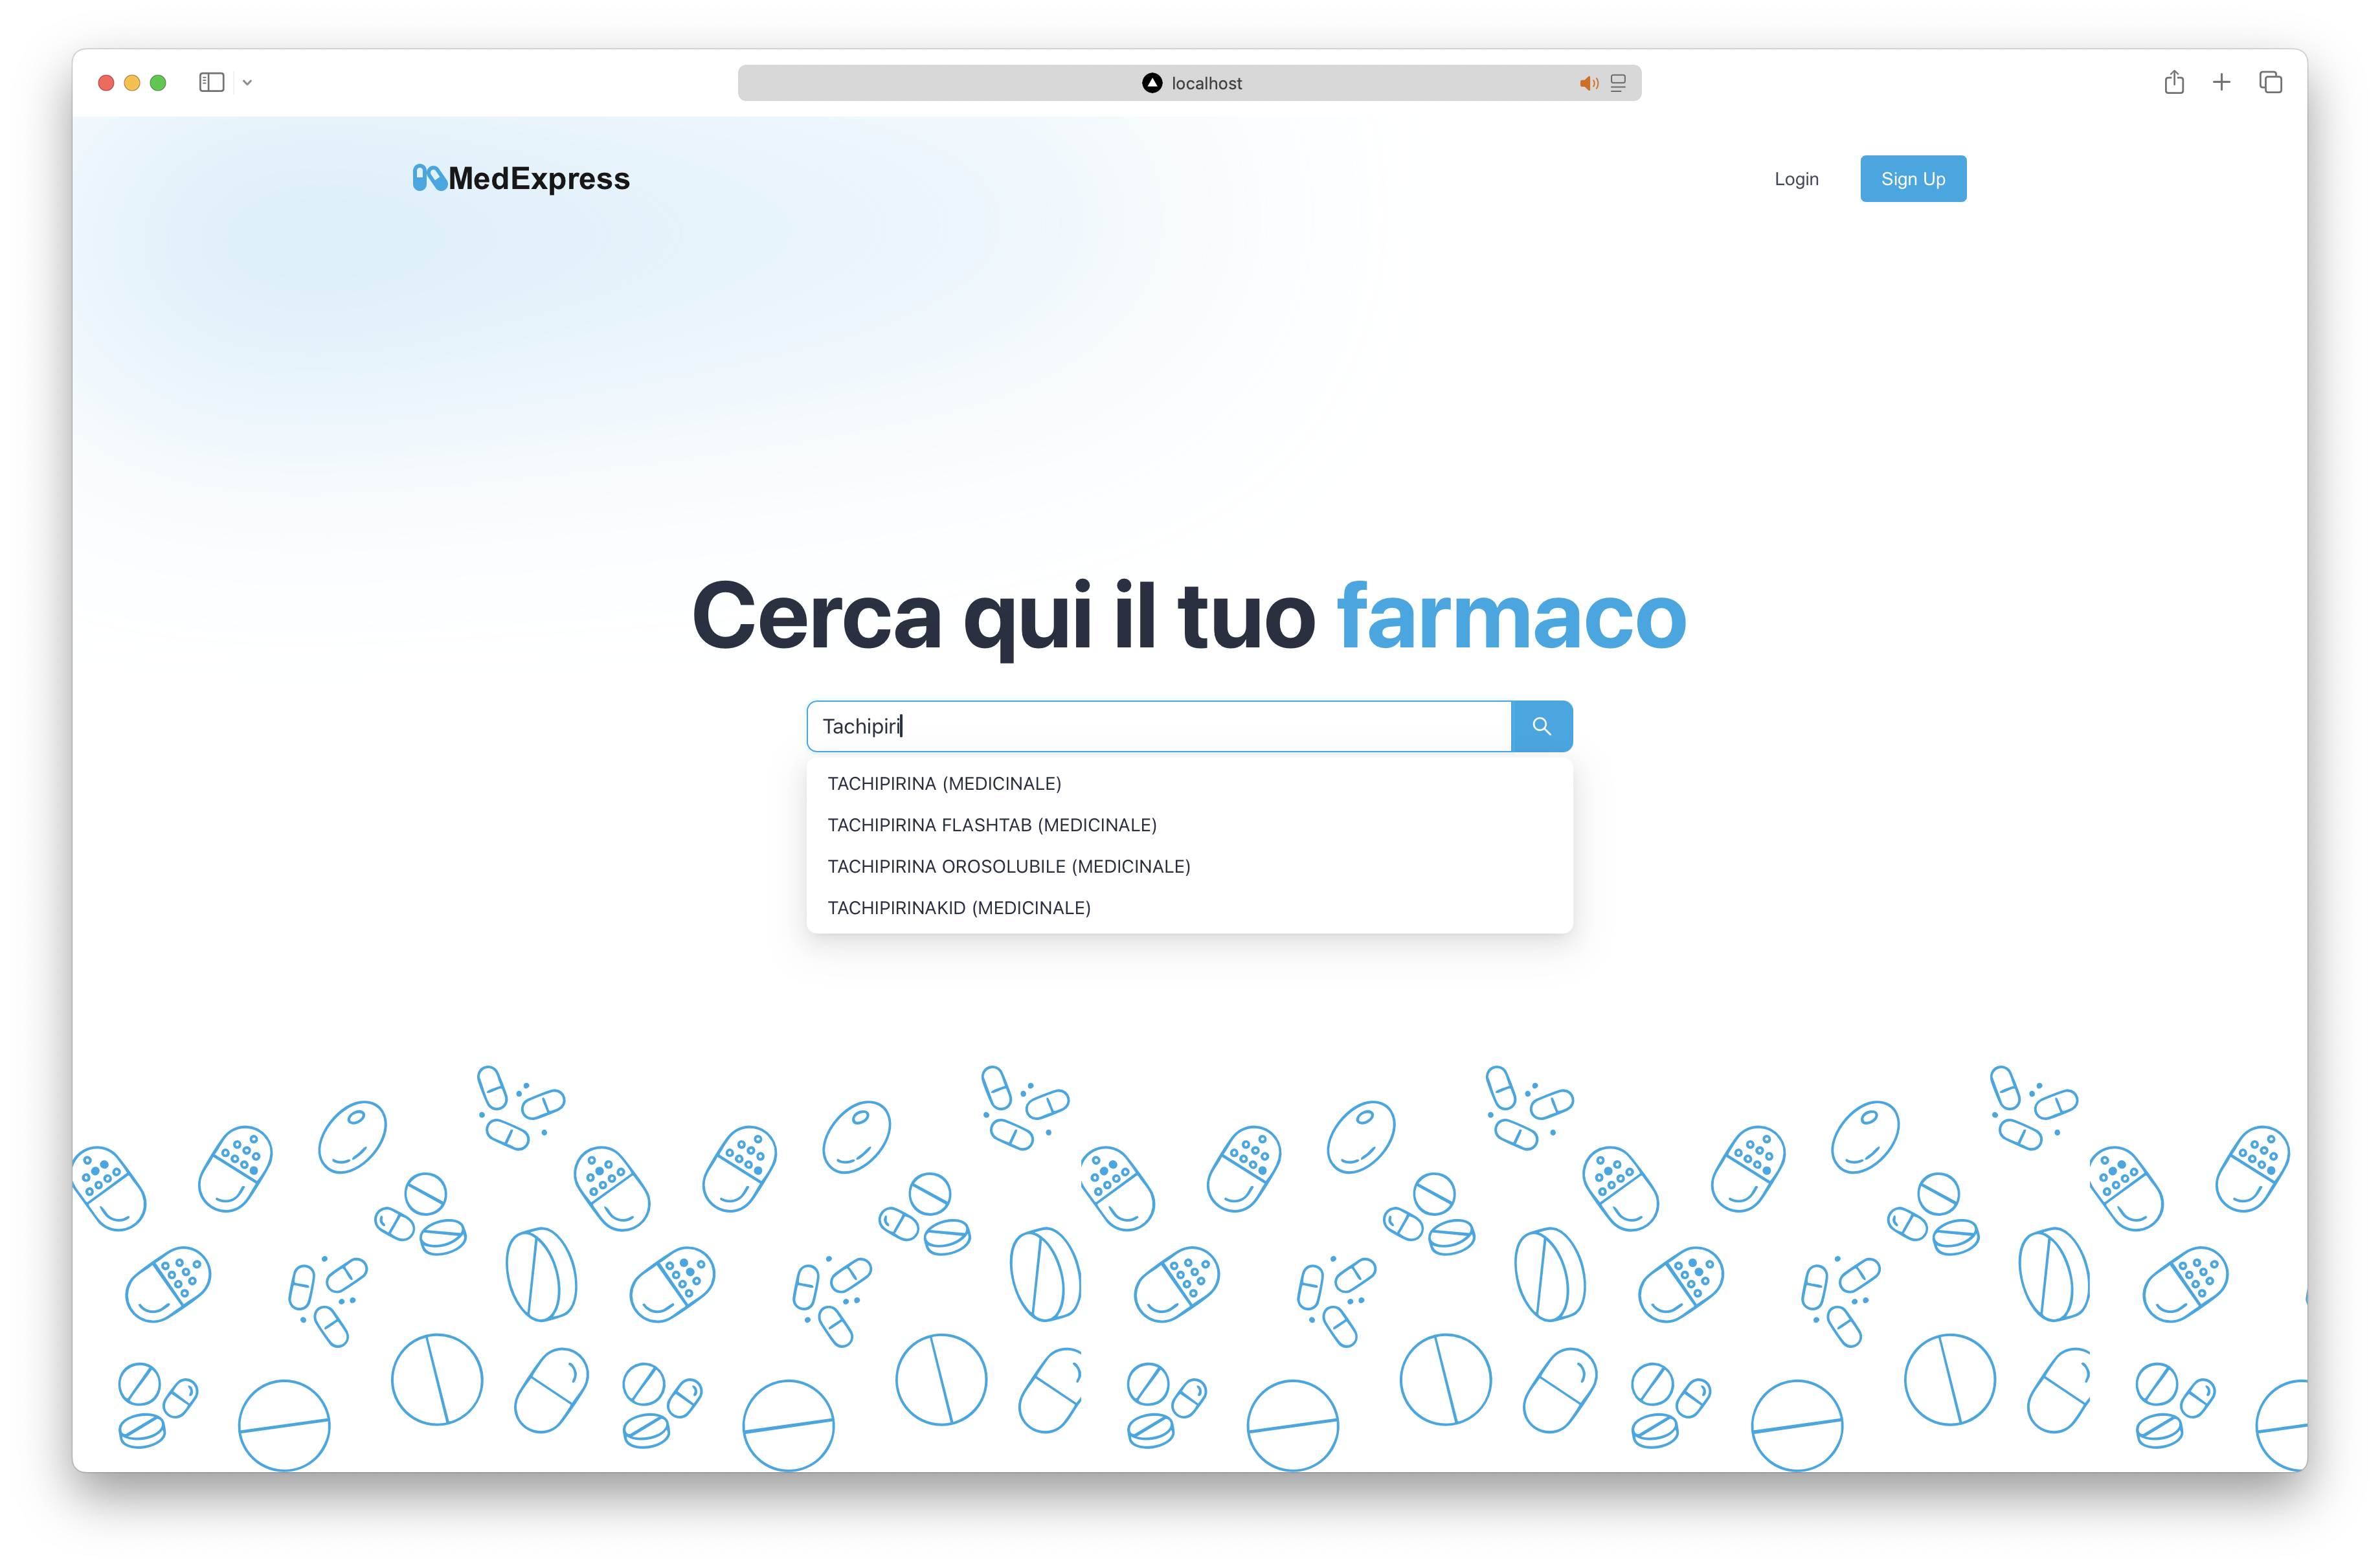 localhost
MedExpress
Login
Sign Up
Cerca qui il tuo farmaco
Tachipiri
TACHIPIRINA (MEDICINALE)
TACHIPIRINA FLASHTAB (MEDICINALE)
TACHIPIRINA OROSOLUBILE (MEDICINALE)
TACHIPIRINAKID (MEDICINALE)